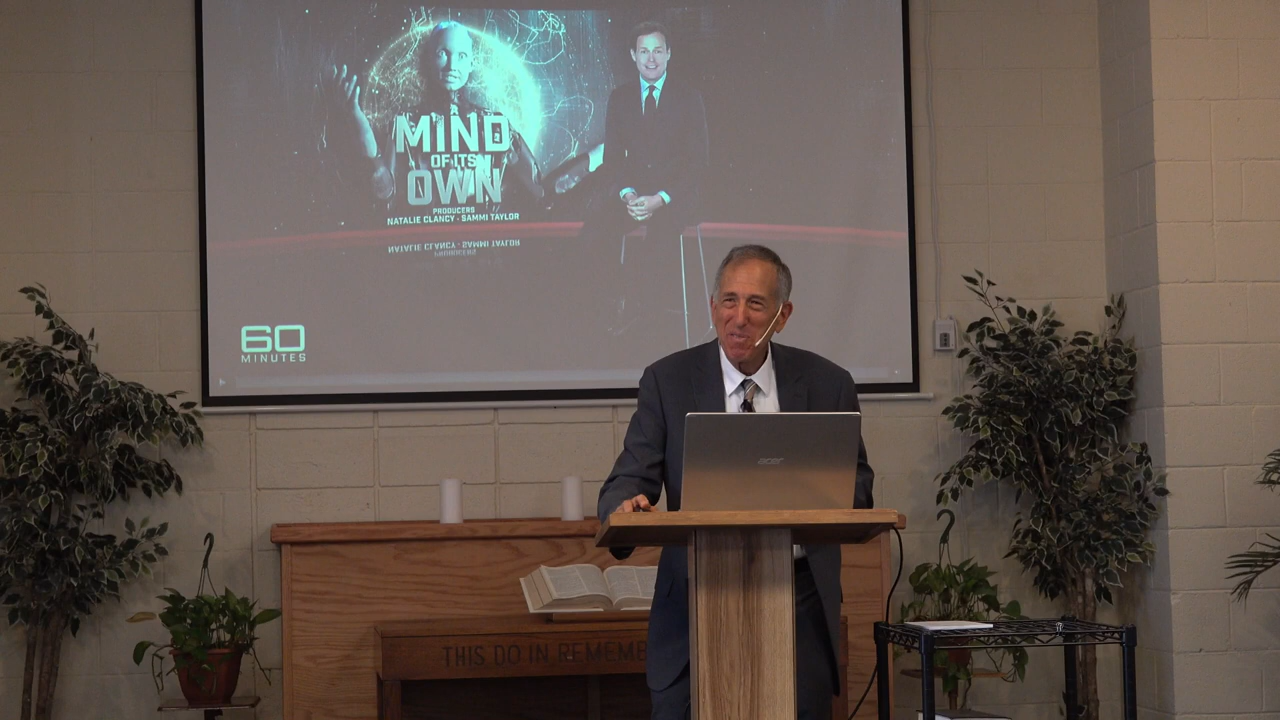 MIND
OF ITS
OWN
PRODUCERS
NATALIE CLANCY - SAMMI TAYLOR
60
MINUTES
acer
THIS DO IN REMEMB